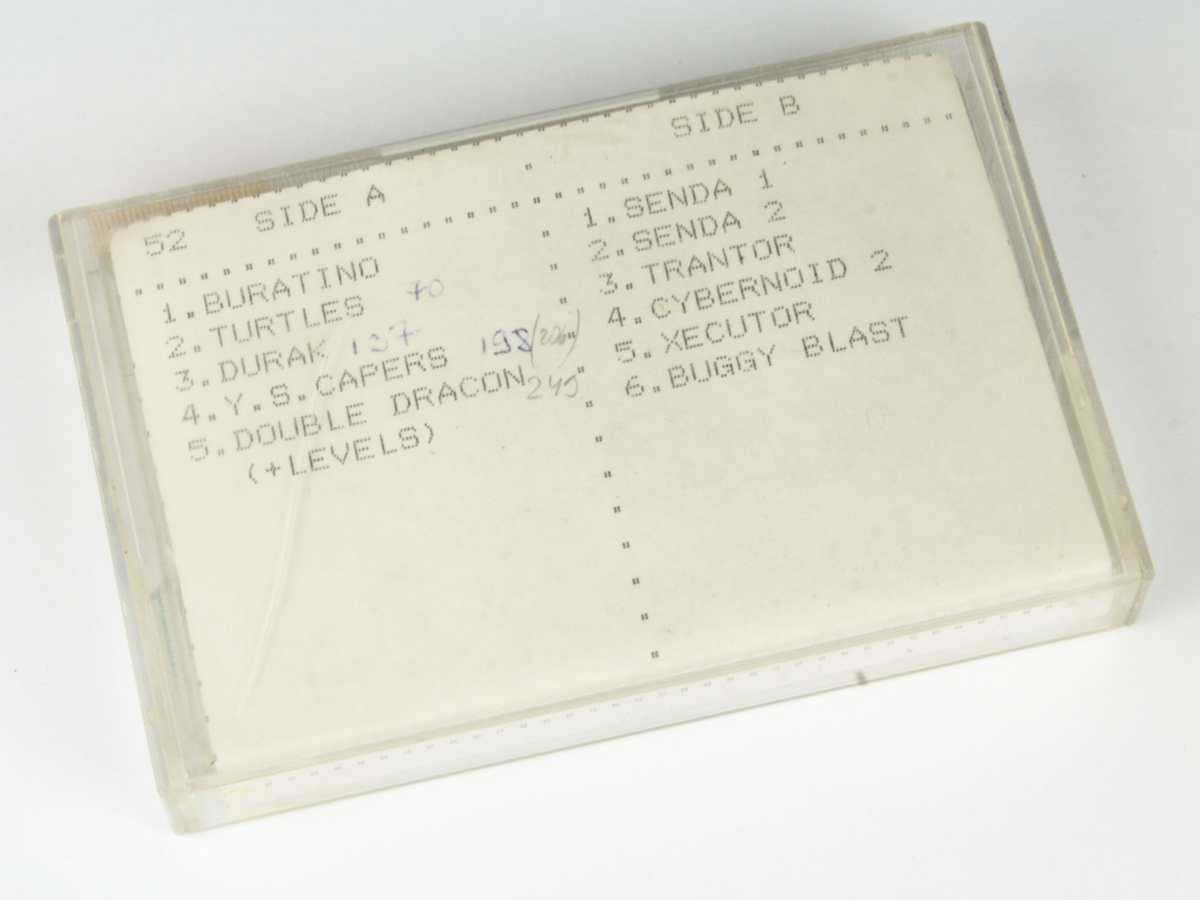 52 SIDE A
1.BURATINO
2.TURTLES 70
3.DURAK 137
4.Y.S.CAPERS 198
5.DOUBLE DRACON 245
(+LEVELS)
SIDE B
1.SENDA 1
2.SENDA 2
3.TRANTOR
4.CYBERNOID 2
5.XECUTOR
6.BUGGY BLAST